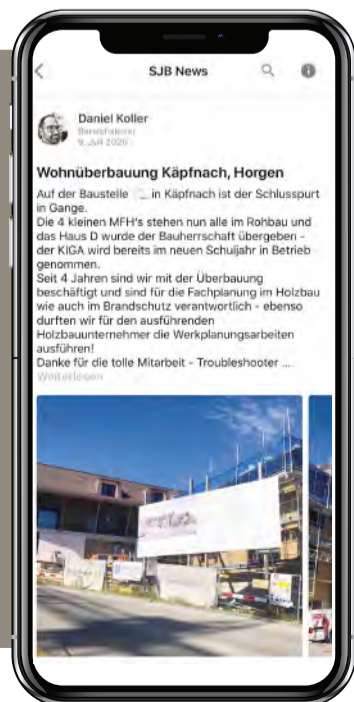 SJB News
Daniel Koller
Bereichsleiter
9. Juli 2020
Wohnüberbauung Käpfnach, Horgen
Auf der Baustelle in Käpfnach ist der Schlusspurt
in Gange.
Die 4 kleinen MFH's stehen nun alle im Rohbau und
das Haus D wurde der Bauherrschaft übergeben -
der KIGA wird bereits im neuen Schuljahr in Betrieb
genommen.
Seit 4 Jahren sind wir mit der Überbauung
beschäftigt und sind für die Fachplanung im Holzbau
wie auch im Brandschutz verantwortlich - ebenso
durften wir für den ausführenden
Holzbauunternehmer die Werkplanungsarbeiten
ausführen!
Danke für die tolle Mitarbeit - Troubleshooter ...
Weiterlesen